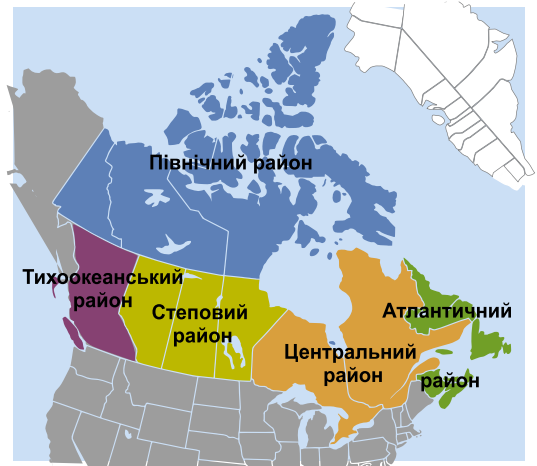 Північний район
Тихоокеанський
район
Степовий
район
Атлантичний
район
Центральний
район